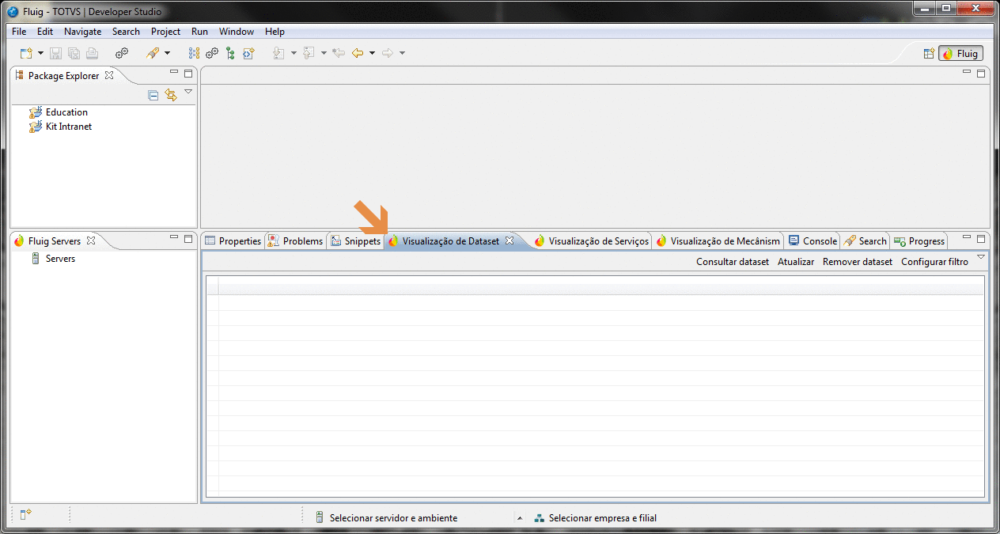 Fluig - TOTVS | Developer Studio
File Edit Navigate Search Project Run Window Help
Fluig
Package Explorer
Education
Kit Intranet
Fluig Servers
Servers
Properties Problems Snippets Visualização de Dataset Visualização de Serviços Visualização de Mecânism Console Search Progress
Consultar dataset Atualizar Remover dataset Configurar filtro
Selecionar servidor e ambiente Selecionar empresa e filial